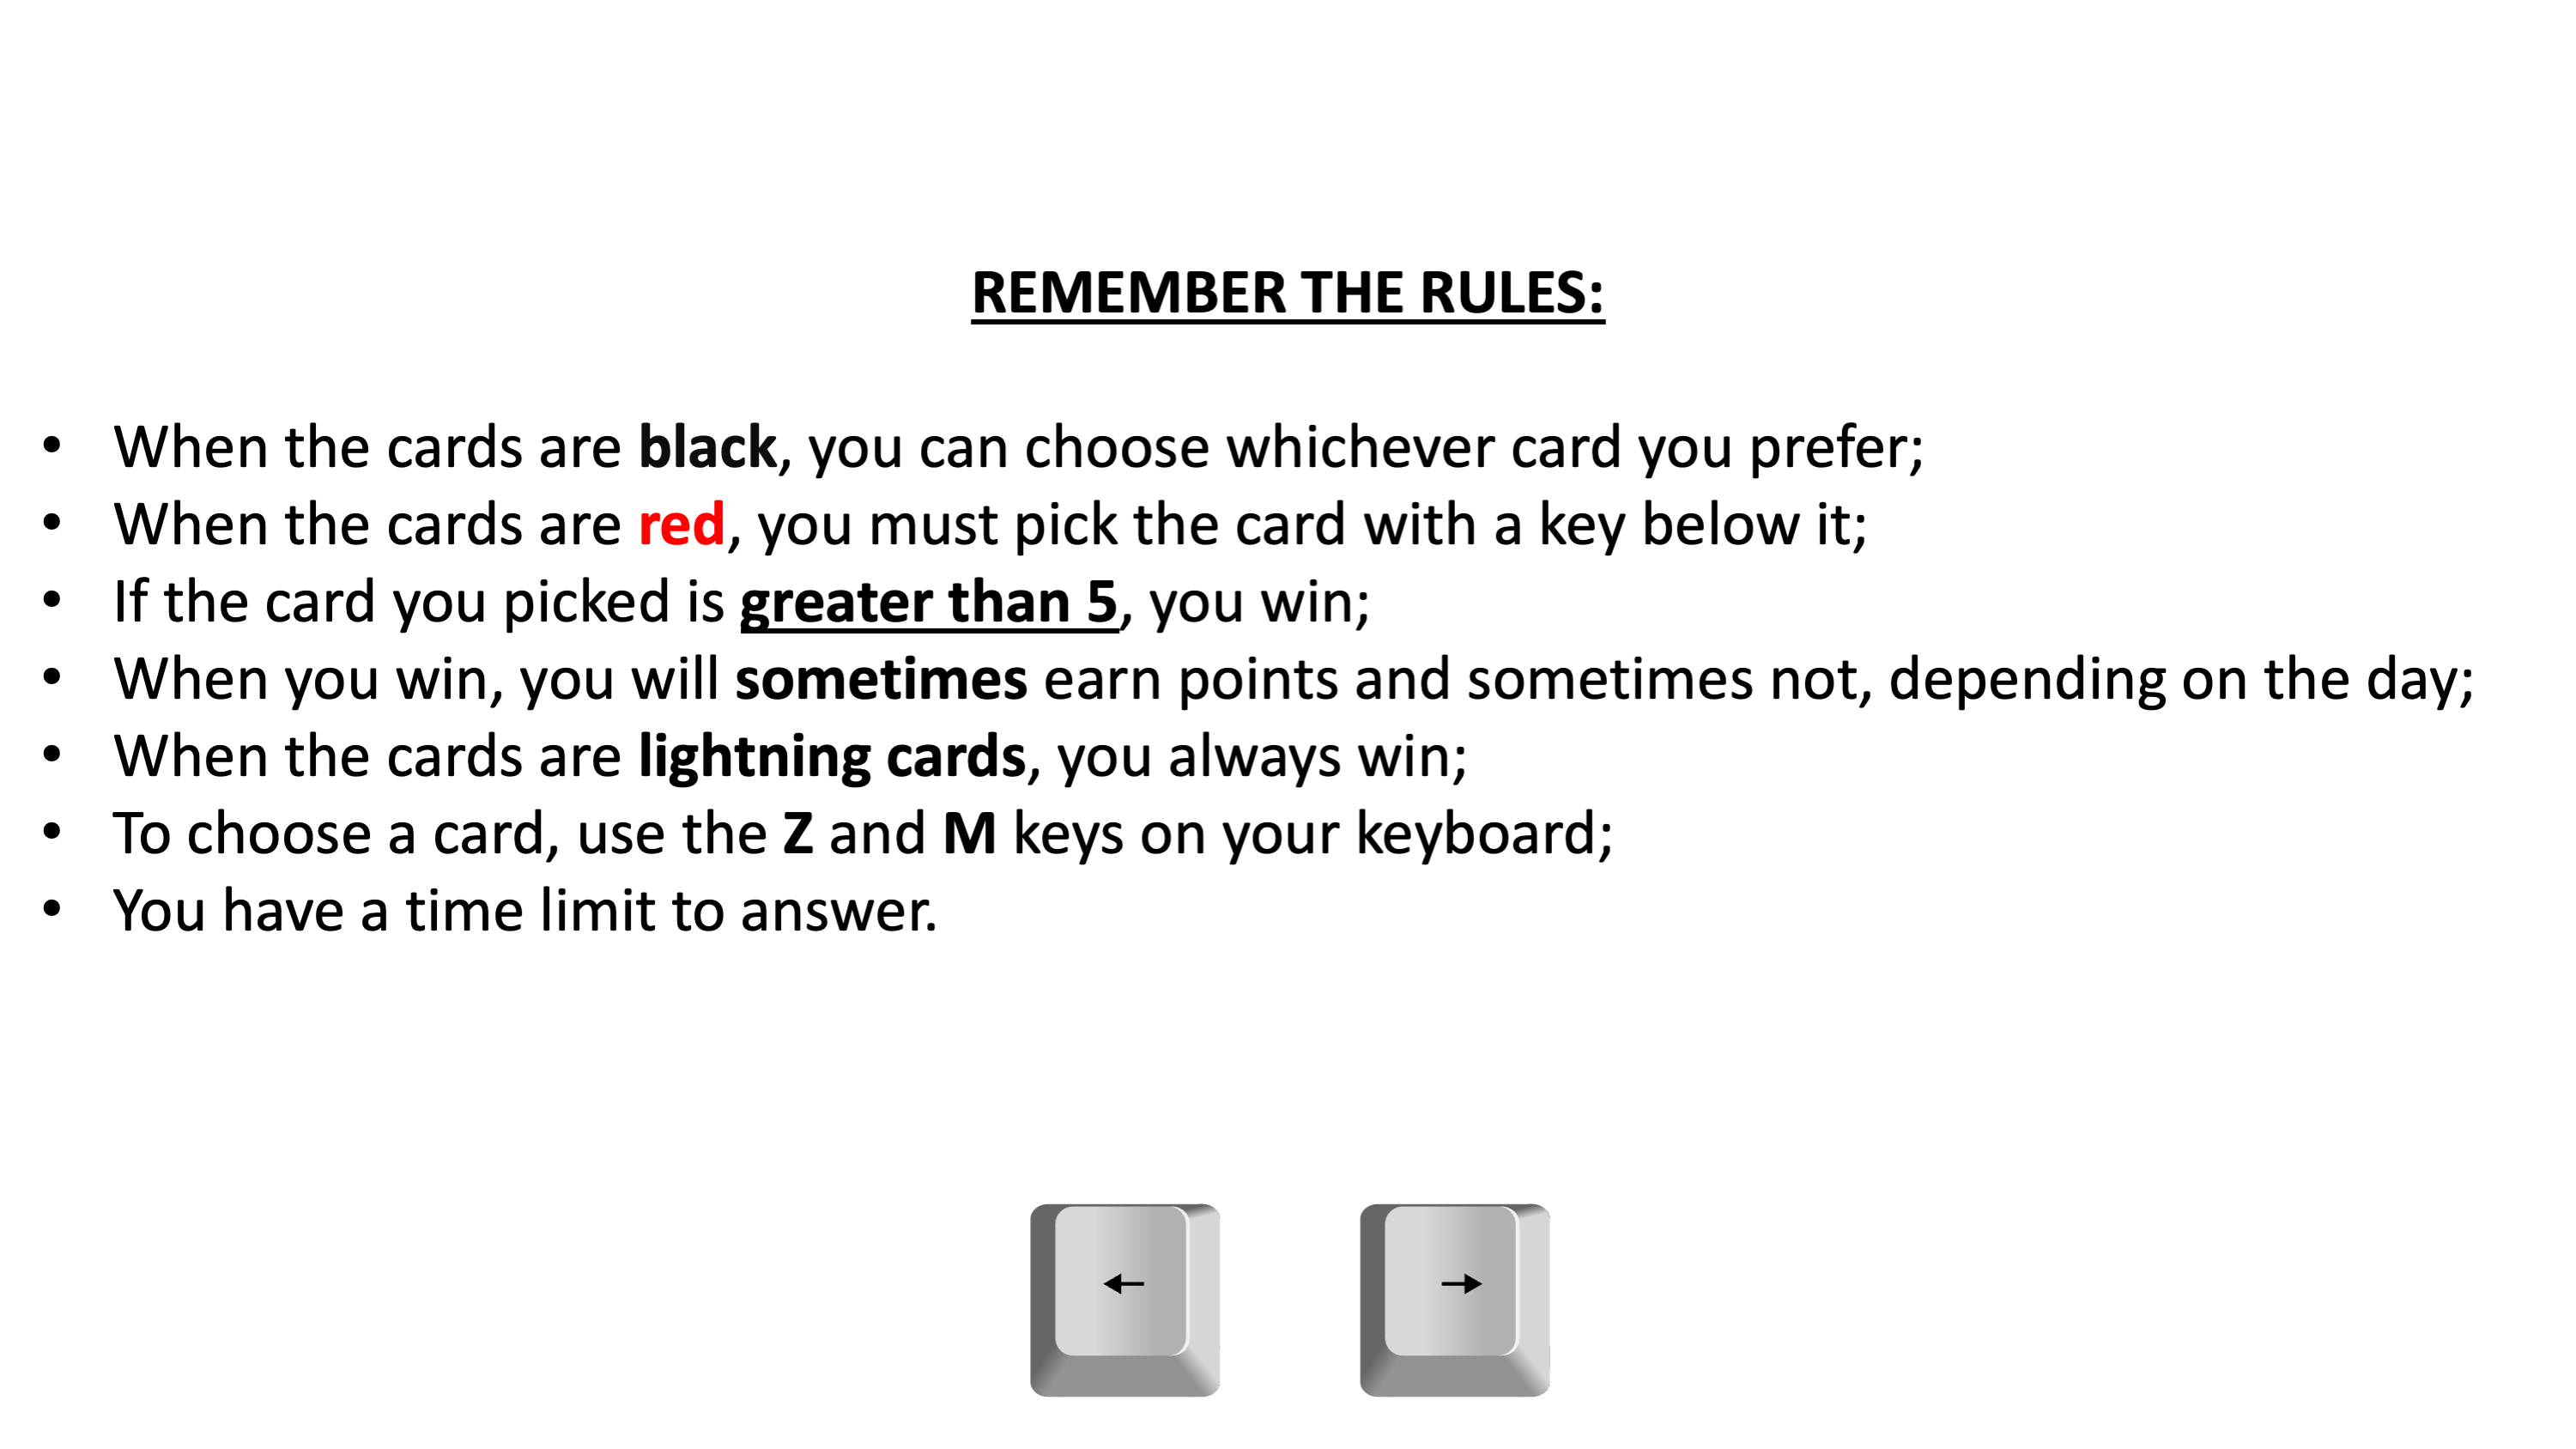 REMEMBER THE RULES:
• When the cards are black, you can choose whichever card you prefer;
• When the cards are red, you must pick the card with a key below it;
• If the card you picked is greater than 5, you win;
• When you win, you will sometimes earn points and sometimes not, depending on the day;
• When the cards are lightning cards, you always win;
• To choose a card, use the Z and M keys on your keyboard;
• You have a time limit to answer.
← →